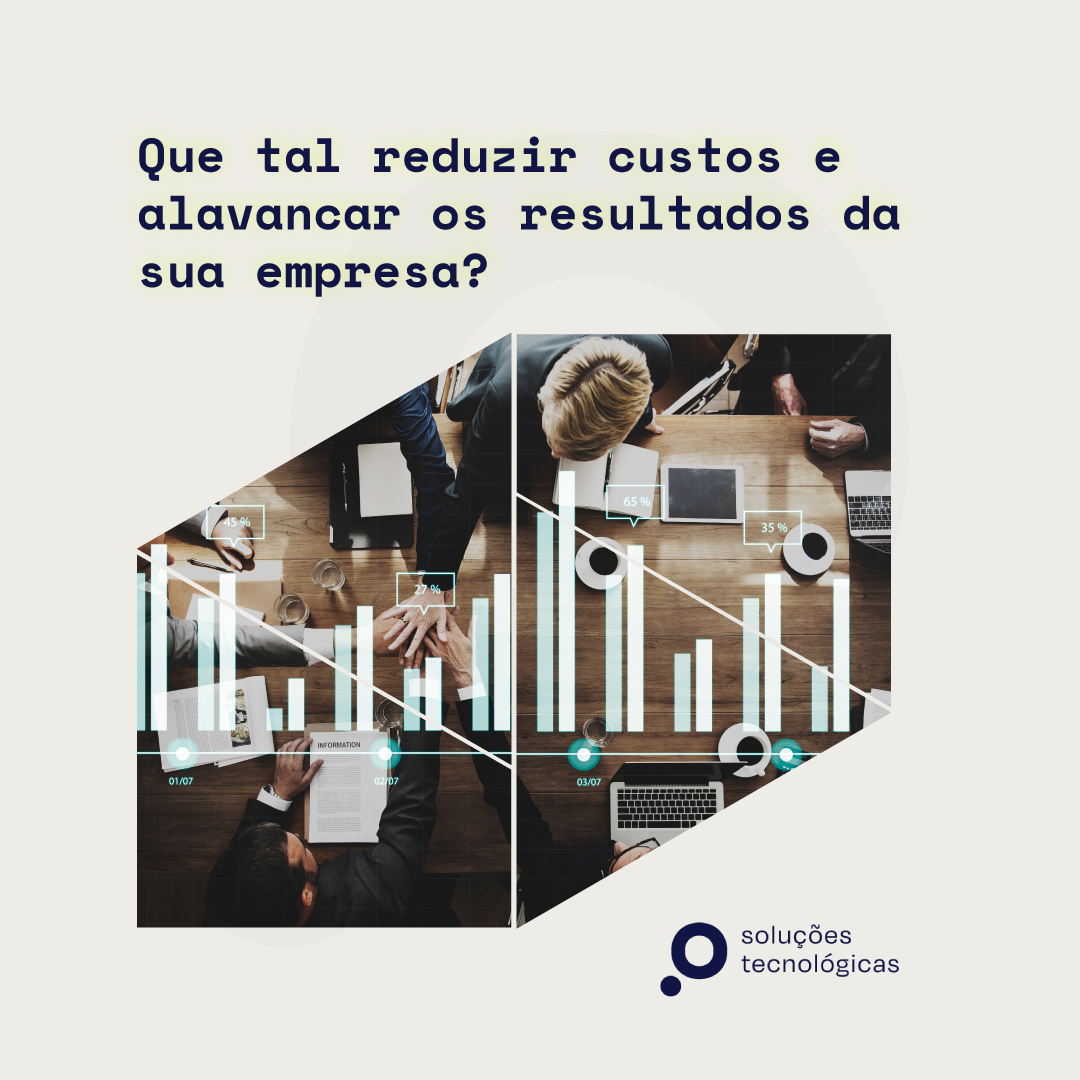 Que tal reduzir custos e
alavancar os resultados da
sua empresa?
65 %
45 %
35 %
27 %
INFORMATION
01/07
02/07
03/07
soluções
tecnológicas